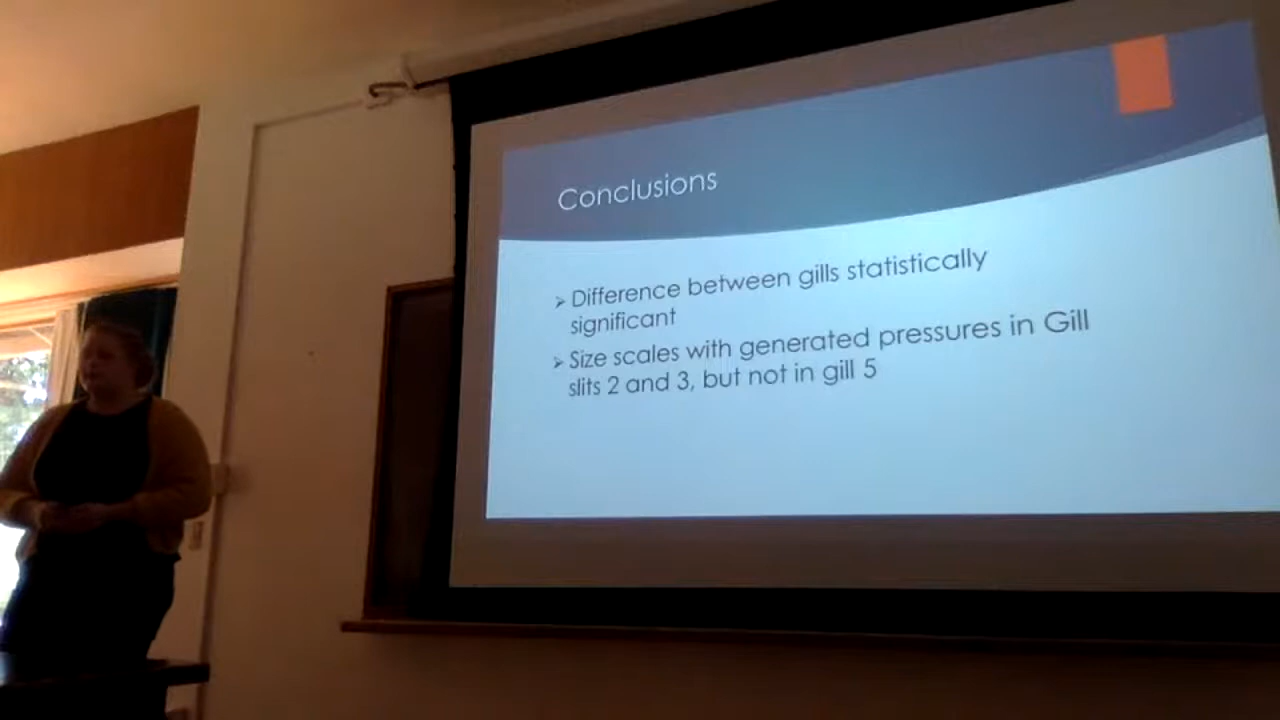 Conclusions
➢ Difference between gills statistically
significant
➢ Size scales with generated pressures in Gill
slits 2 and 3, but not in gill 5